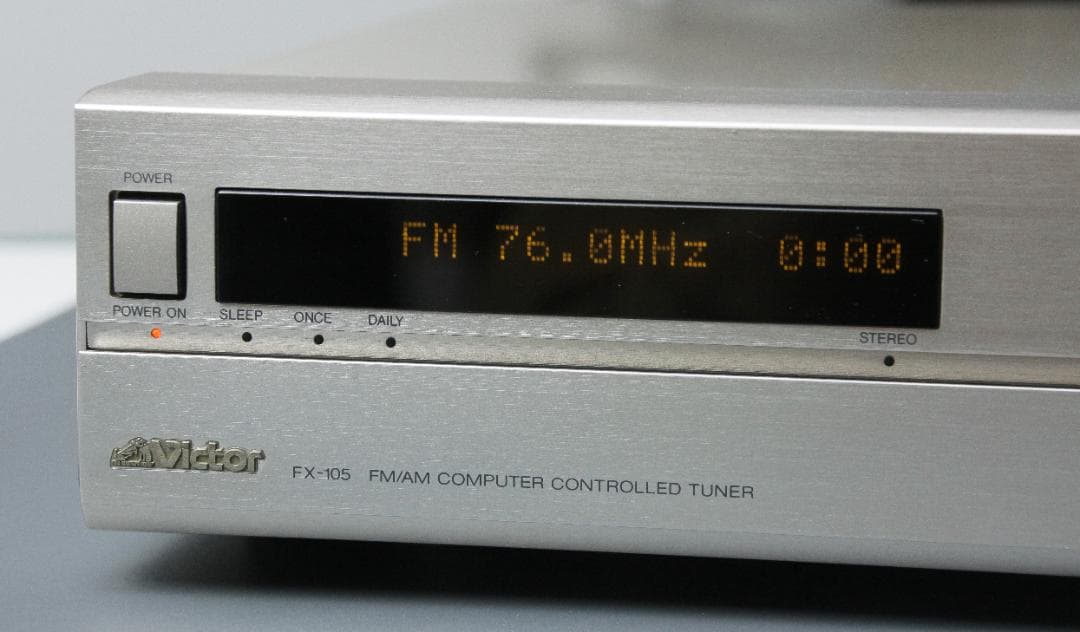 POWER
FM 76.0MHz 0:00
POWER ON SLEEP ONCE DAILY
STEREO
Victor FX-105 FM/AM COMPUTER CONTROLLED TUNER